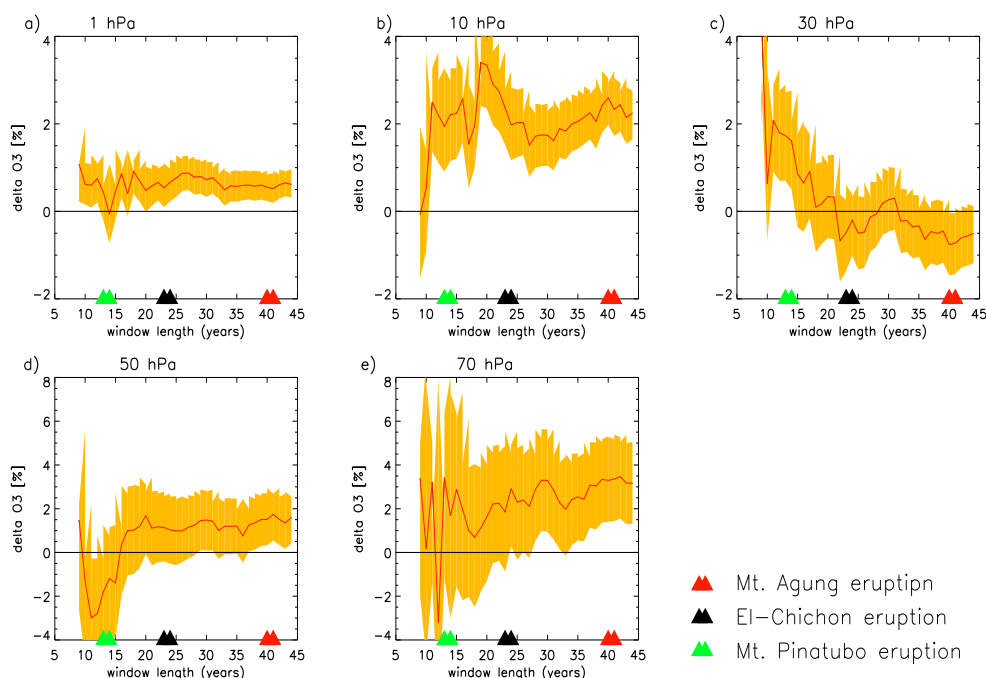 a) 1 hPa
b) 10 hPa
c) 30 hPa
4
2
0
−2
delta O3 [%]
5 10 15 20 25 30 35 40 45
window length (years)
4
2
0
−2
delta O3 [%]
5 10 15 20 25 30 35 40 45
window length (years)
4
2
0
−2
delta O3 [%]
5 10 15 20 25 30 35 40 45
window length (years)
d) 50 hPa
e) 70 hPa
8
6
4
2
0
−2
−4
delta O3 [%]
5 10 15 20 25 30 35 40 45
window length (years)
8
6
4
2
0
−2
−4
delta O3 [%]
5 10 15 20 25 30 35 40 45
window length (years)
Mt. Agung eruptipn
El−Chichon eruption
Mt. Pinatubo eruption